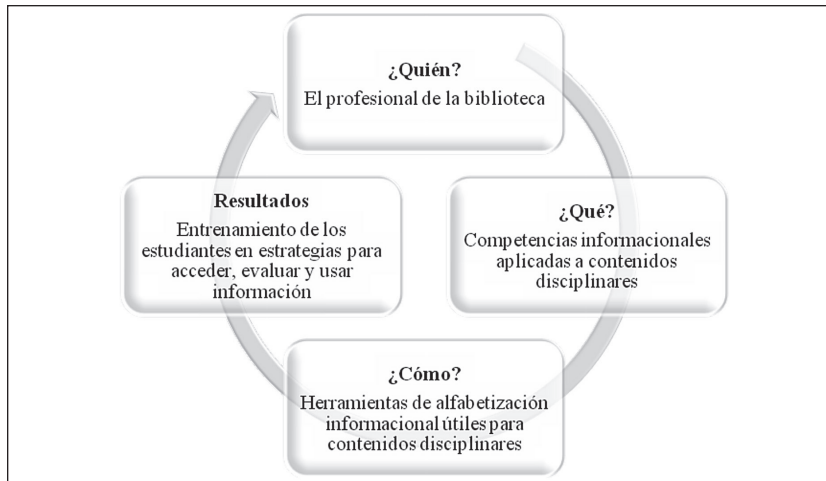 ¿Quién?
El profesional de la biblioteca
¿Qué?
Competencias informacionales
aplicadas a contenidos
disciplinares
¿Cómo?
Herramientas de alfabetización
informacional útiles para
contenidos disciplinares
Resultados
Entrenamiento de los
estudiantes en estrategias para
acceder, evaluar y usar
información